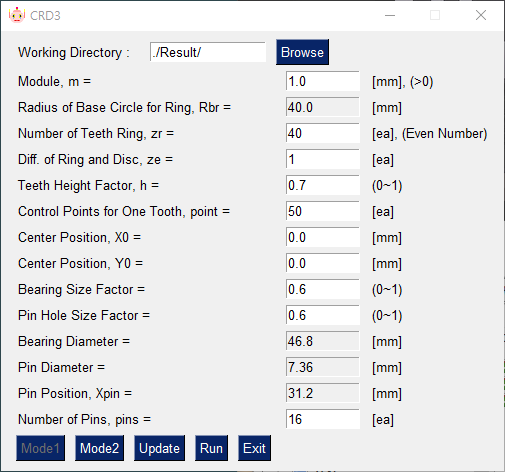 CRD3
Working Directory : ./Result/ Browse
Module, m = 1.0 [mm], (>0)
Radius of Base Circle for Ring, Rbr = 40.0 [mm]
Number of Teeth Ring, zr = 40 [ea], (Even Number)
Diff. of Ring and Disc, ze = 1 [ea]
Teeth Height Factor, h = 0.7 (0~1)
Control Points for One Tooth, point = 50 [ea]
Center Position, X0 = 0.0 [mm]
Center Position, Y0 = 0.0 [mm]
Bearing Size Factor = 0.6 (0~1)
Pin Hole Size Factor = 0.6 (0~1)
Bearing Diameter = 46.8 [mm]
Pin Diameter = 7.36 [mm]
Pin Position, Xpin = 31.2 [mm]
Number of Pins, pins = 16 [ea]
Mode1 Mode2 Update Run Exit